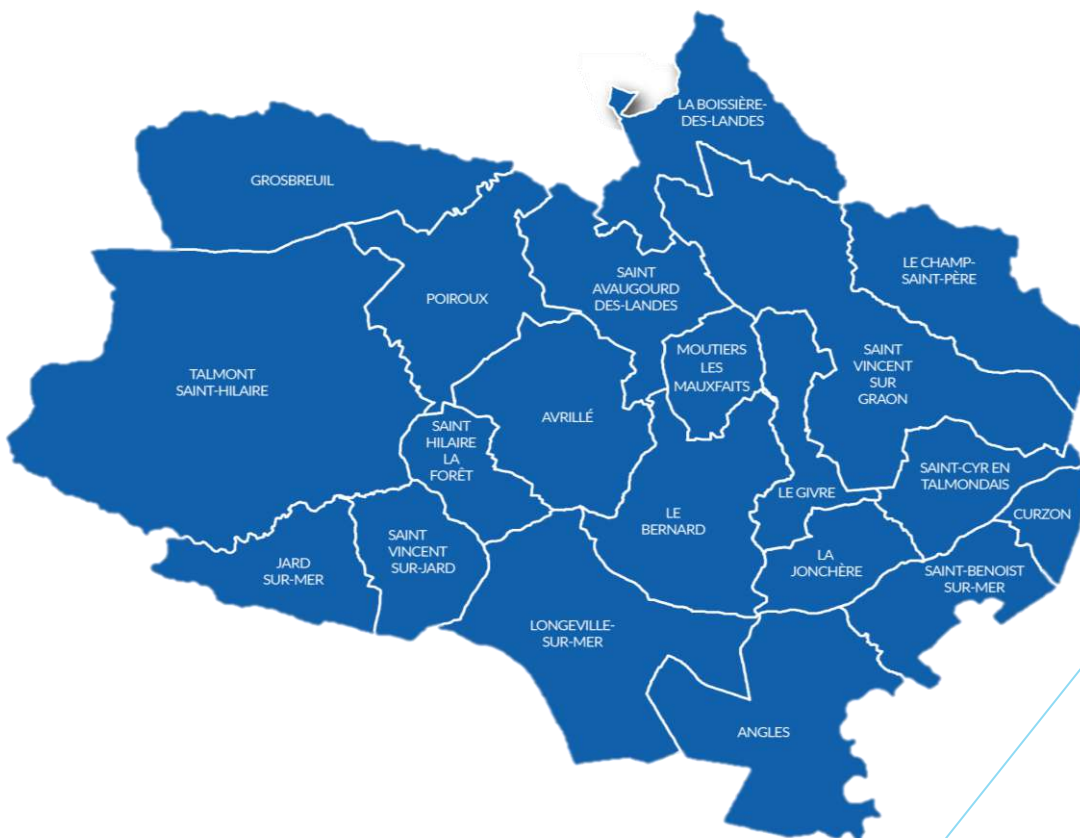 LA BOISSIÈRE-
DES-LANDES
GROSBREUIL
LE CHAMP-
SAINT-PÈRE
SAINT
AVAUGOURD
DES-LANDES
POIROUX
MOUTIERS
LES
MAUXFAITS
SAINT
VINCENT
SUR
GRAON
TALMONT
SAINT-HILAIRE
AVRILLÉ
SAINT
HILAIRE
LA
FORÊT
SAINT-CYR EN
TALMONDAIS
LE GIVRE
CURZON
LE
BERNARD
SAINT
VINCENT
SUR-JARD
JARD
SUR-MER
LA
JONCHÈRE
SAINT-BENOIST
SUR-MER
LONGEVILLE-
SUR-MER
ANGLES